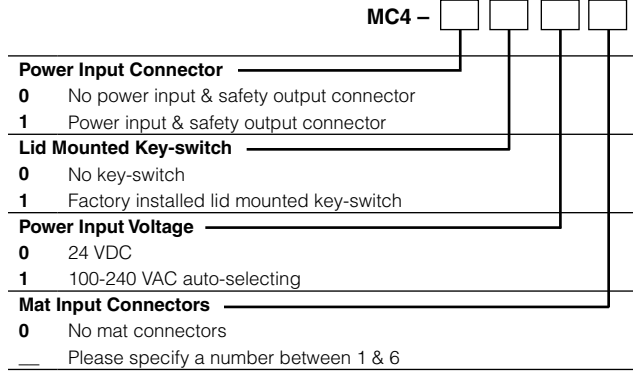 MC4 –
Power Input Connector
0 No power input & safety output connector
1 Power input & safety output connector
Lid Mounted Key-switch
0 No key-switch
1 Factory installed lid mounted key-switch
Power Input Voltage
0 24 VDC
1 100-240 VAC auto-selecting
Mat Input Connectors
0 No mat connectors
__ Please specify a number between 1 & 6